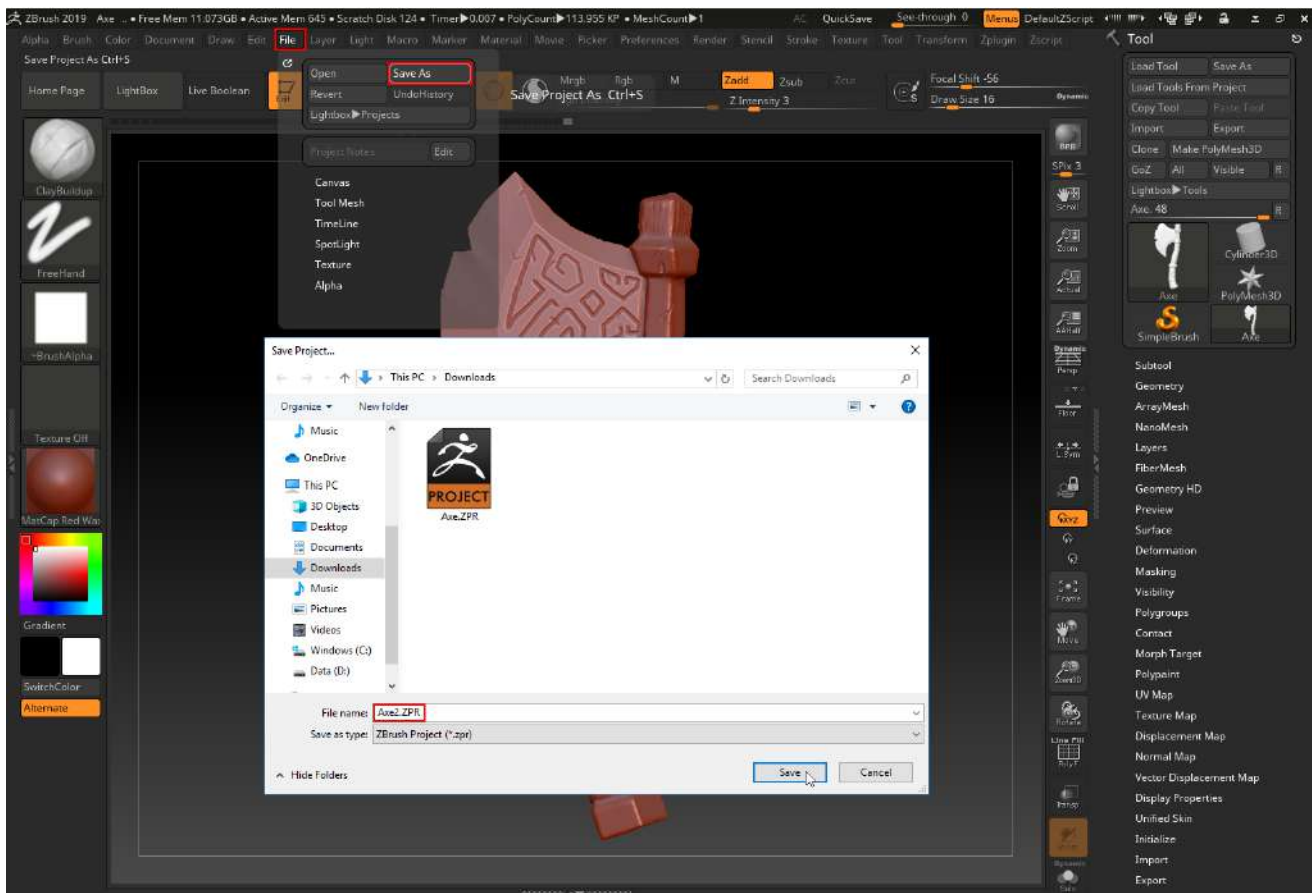 ZBrush 2019 Axe .. • Free Mem 11.073GB • Active Mem 645 • Scratch Disk 124 • Timer▶0.007 • PolyCount▶113.955 KP • MeshCount▶1 AC QuickSave See-through 0 Menus DefaultZScript
Alpha Brush Color Document Draw Edit File Layer Light Macro Marker Material Movie Picker Preferences Render Stencil Stroke Texture Tool Transform Zplugin Zscript
Save Project As Ctrl+S
Home Page LightBox Live Boolean Edit
Open Save As
Revert UndoHistory
Lightbox▶Projects
Project Notes Edit
Canvas
Tool Mesh
TimeLine
SpotLight
Texture
Alpha
Save Project As Ctrl+S
Mrgb Rgb M Zadd Zsub Zcut
Z Intensity 3
Focal Shift -56
Draw Size 16 Dynamic
ClayBuildup
FreeHand
~BrushAlpha
Texture Off
MatCap Red Wax
Gradient
SwitchColor
Alternate
Save Project...
This PC › Downloads
Search Downloads
Organize New folder
Music
OneDrive
This PC
3D Objects
Desktop
Documents
Downloads
Music
Pictures
Videos
Windows (C:)
Data (D:)
PROJECT
Axe.ZPR
File name: Axe2.ZPR
Save as type: ZBrush Project (*.zpr)
Hide Folders
Save Cancel
BPR
SPix 3
Scroll
Zoom
Actual
AAHalf
Dynamic
Persp
Floor
L.Sym
Frame
Move
Zoom3D
Rotate
Line Fill
PolyF
Transp
Dynamic
Solo
Tool
Load Tool Save As
Load Tools From Project
Copy Tool Paste Tool
Import Export
Clone Make PolyMesh3D
GoZ All Visible R
Lightbox▶Tools
Axe. 48 R
Axe
Cylinder3D
PolyMesh3D
SimpleBrush
Axe
Subtool
Geometry
ArrayMesh
NanoMesh
Layers
FiberMesh
Geometry HD
Preview
Surface
Deformation
Masking
Visibility
Polygroups
Contact
Morph Target
Polypaint
UV Map
Texture Map
Displacement Map
Normal Map
Vector Displacement Map
Display Properties
Unified Skin
Initialize
Import
Export